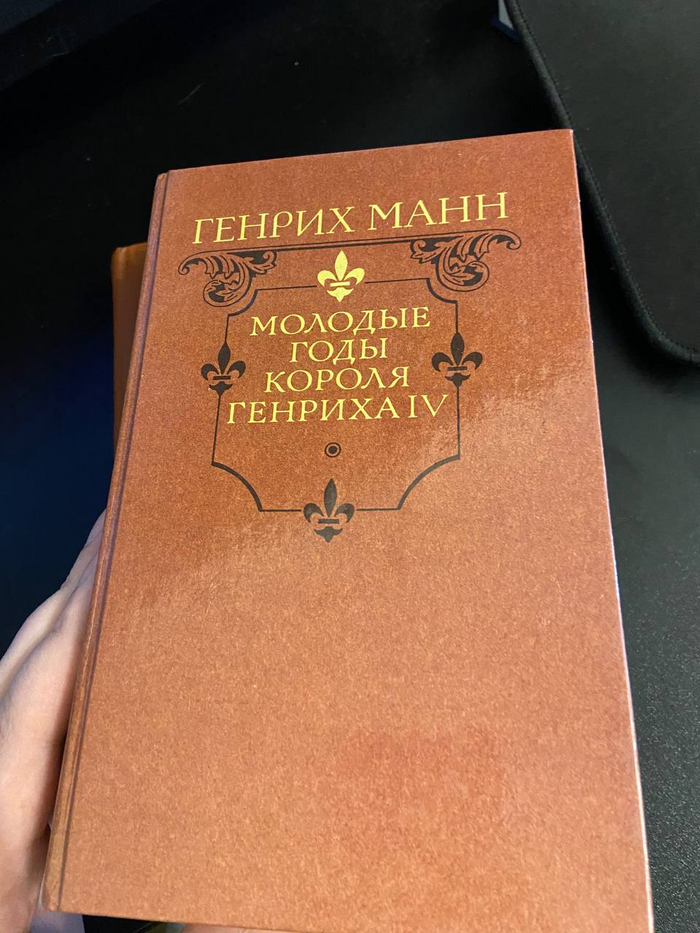 ГЕНРИХ МАНН
МОЛОДЫЕ
ГОДЫ
КОРОЛЯ
ГЕНРИХА IV